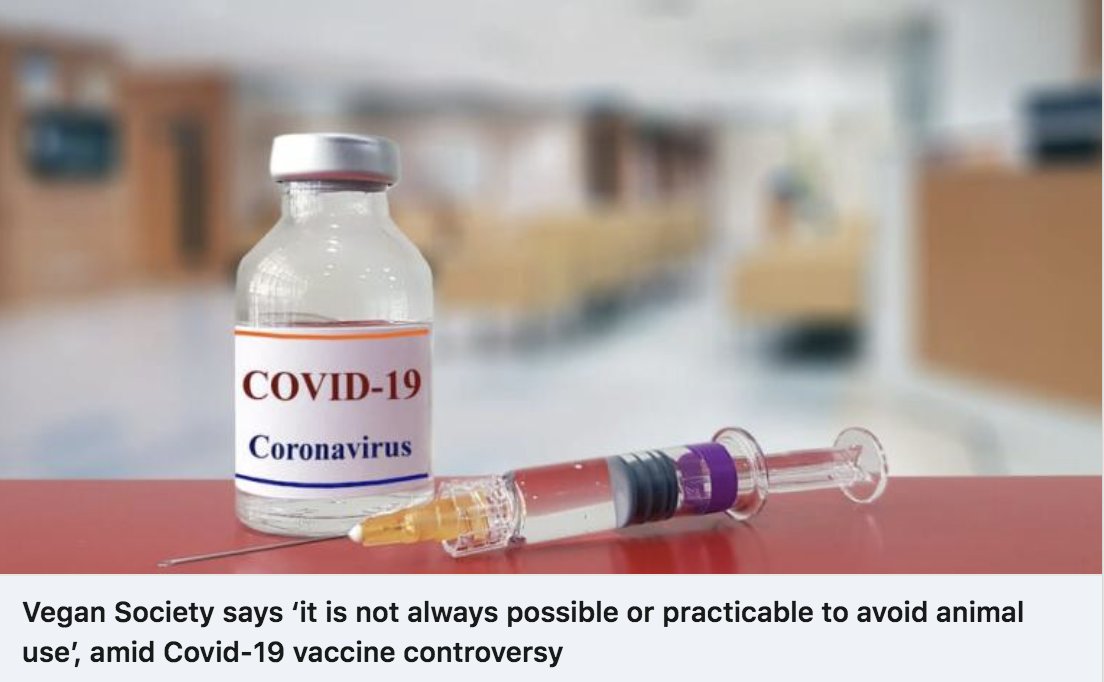 COVID-19
Coronavirus
Vegan Society says ‘it is not always possible or practicable to avoid animal
use’, amid Covid-19 vaccine controversy